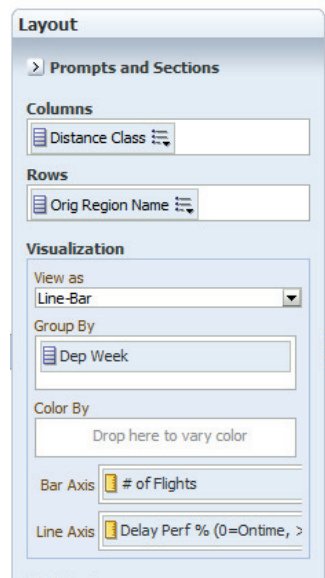 Layout
Prompts and Sections
Columns
Distance Class
Rows
Orig Region Name
Visualization
View as
Line-Bar
Group By
Dep Week
Color By
Drop here to vary color
Bar Axis # of Flights
Line Axis Delay Perf % (0=Ontime, >